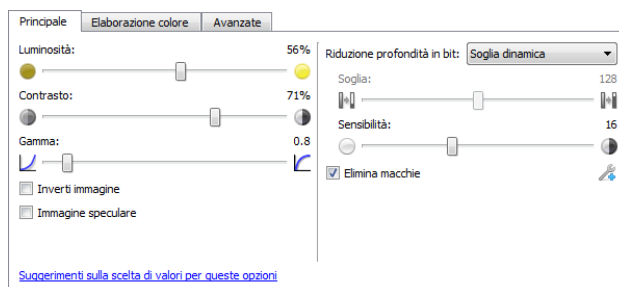 Principale Elaborazione colore Avanzate
Luminosità: 56%
Contrasto: 71%
Gamma: 0.8
Inverti immagine
Immagine speculare
Suggerimenti sulla scelta di valori per queste opzioni
Riduzione profondità in bit: Soglia dinamica
Soglia: 128
Sensibilità: 16
Elimina macchie